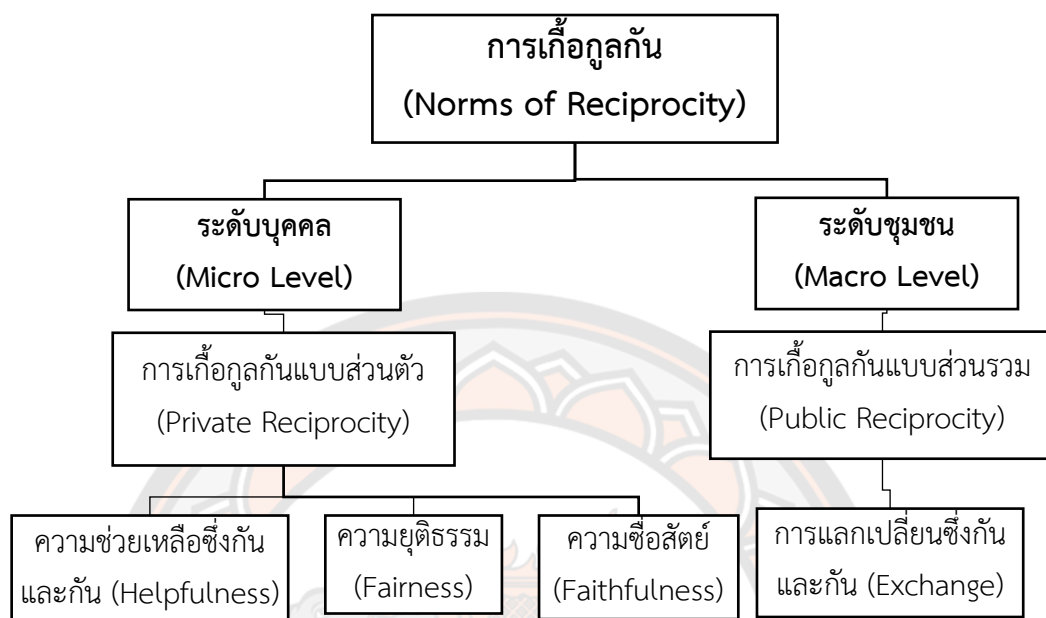 การเกื้อกูลกัน
(Norms of Reciprocity)
ระดับบุคคล
(Micro Level)
ระดับชุมชน
(Macro Level)
การเกื้อกูลกันแบบส่วนตัว
(Private Reciprocity)
การเกื้อกูลกันแบบส่วนรวม
(Public Reciprocity)
ความช่วยเหลือซึ่งกัน
และกัน (Helpfulness)
ความยุติธรรม
(Fairness)
ความซื่อสัตย์
(Faithfulness)
การแลกเปลี่ยนซึ่งกัน
และกัน (Exchange)